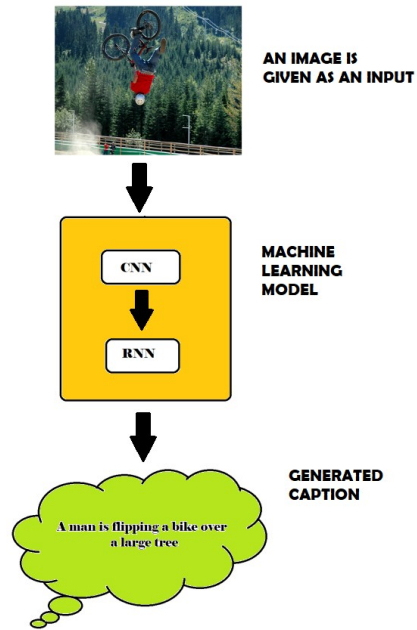 AN IMAGE IS
GIVEN AS AN INPUT
MACHINE
LEARNING
MODEL
CNN
RNN
GENERATED
CAPTION
A man is flipping a bike over
a large tree